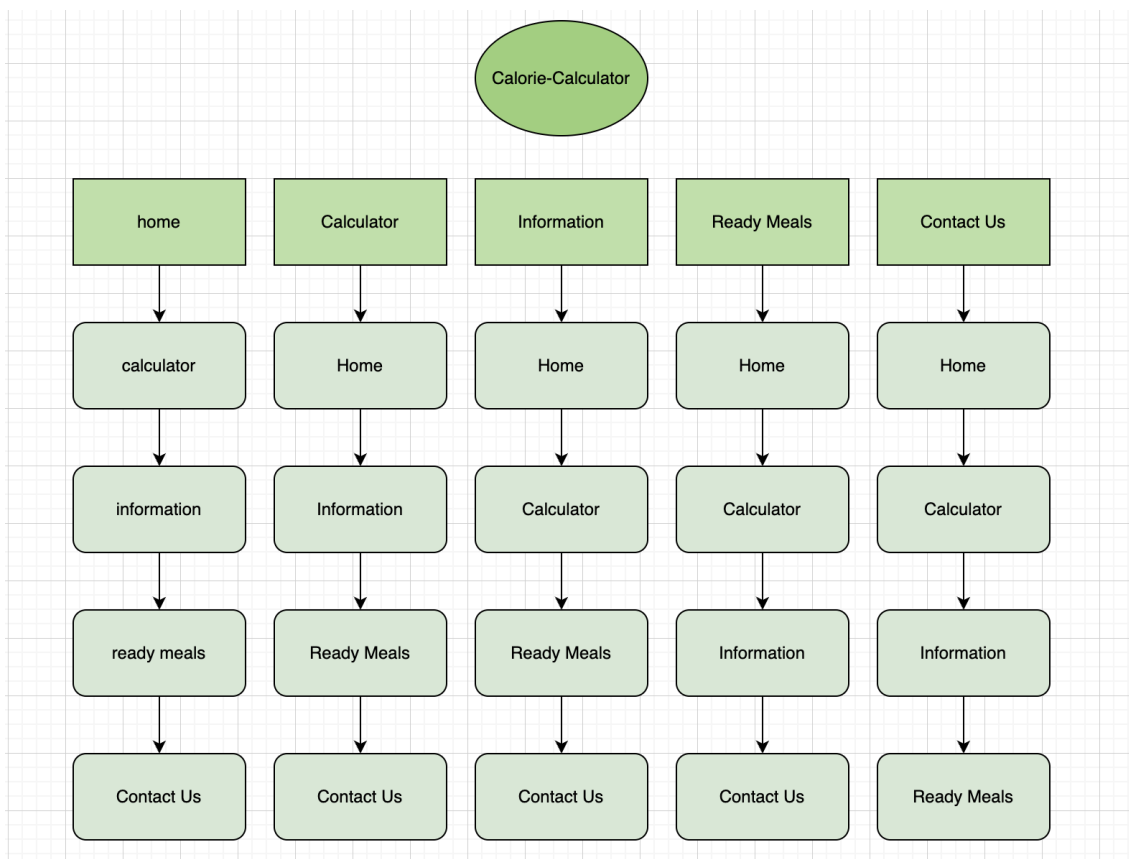 Calorie-Calculator
home
Calculator
Information
Ready Meals
Contact Us
calculator
Home
Home
Home
Home
information
Information
Calculator
Calculator
Calculator
ready meals
Ready Meals
Ready Meals
Information
Information
Contact Us
Contact Us
Contact Us
Contact Us
Ready Meals